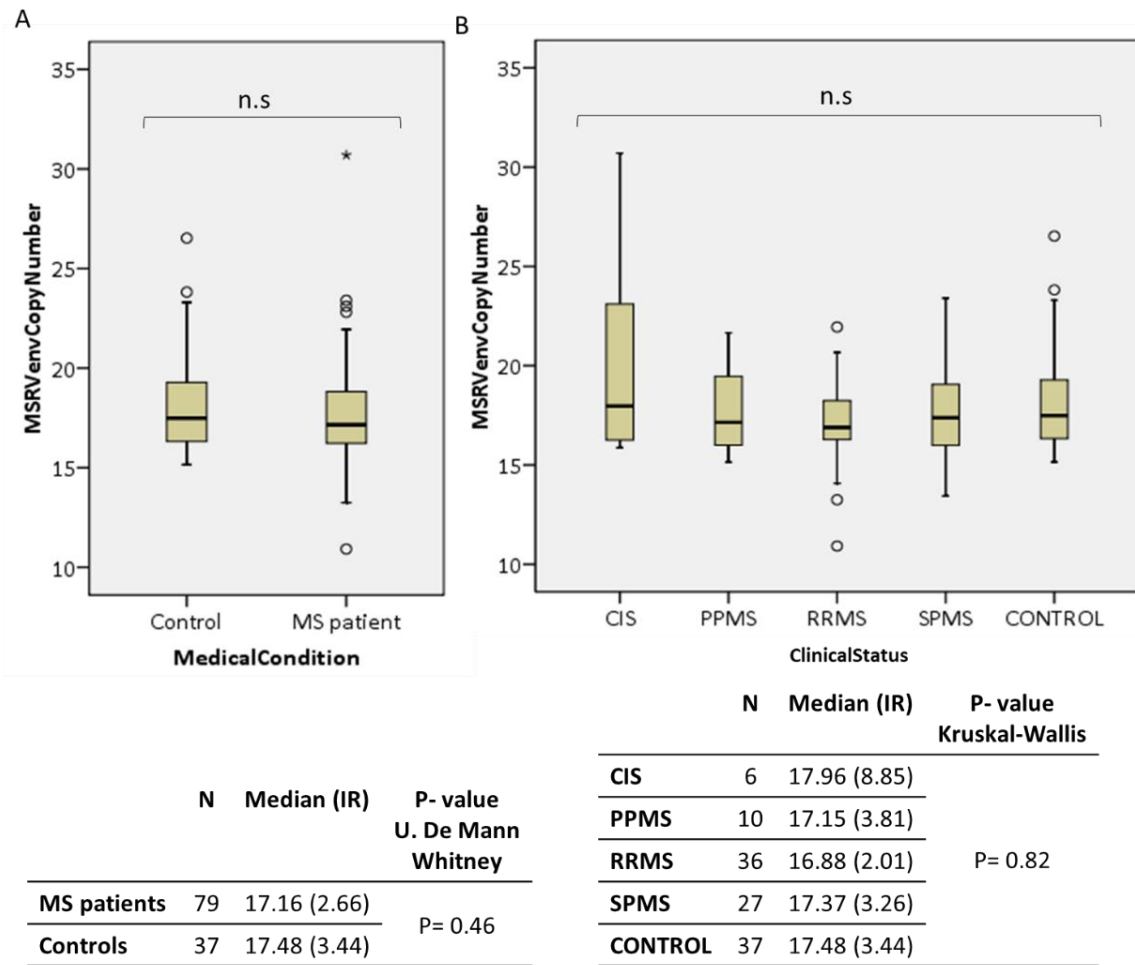 A
B
MSRVenvCopyNumber
35
30
25
20
15
10
n.s
*
Control MS patient
MedicalCondition
MSRVenvCopyNumber
35
30
25
20
15
10
n.s
CIS PPMS RRMS SPMS CONTROL
ClinicalStatus
N Median (IR) P- value
U. De Mann
Whitney
MS patients 79 17.16 (2.66)
P= 0.46
Controls 37 17.48 (3.44)
N Median (IR) P- value
Kruskal-Wallis
CIS 6 17.96 (8.85)
PPMS 10 17.15 (3.81)
RRMS 36 16.88 (2.01) P= 0.82
SPMS 27 17.37 (3.26)
CONTROL 37 17.48 (3.44)